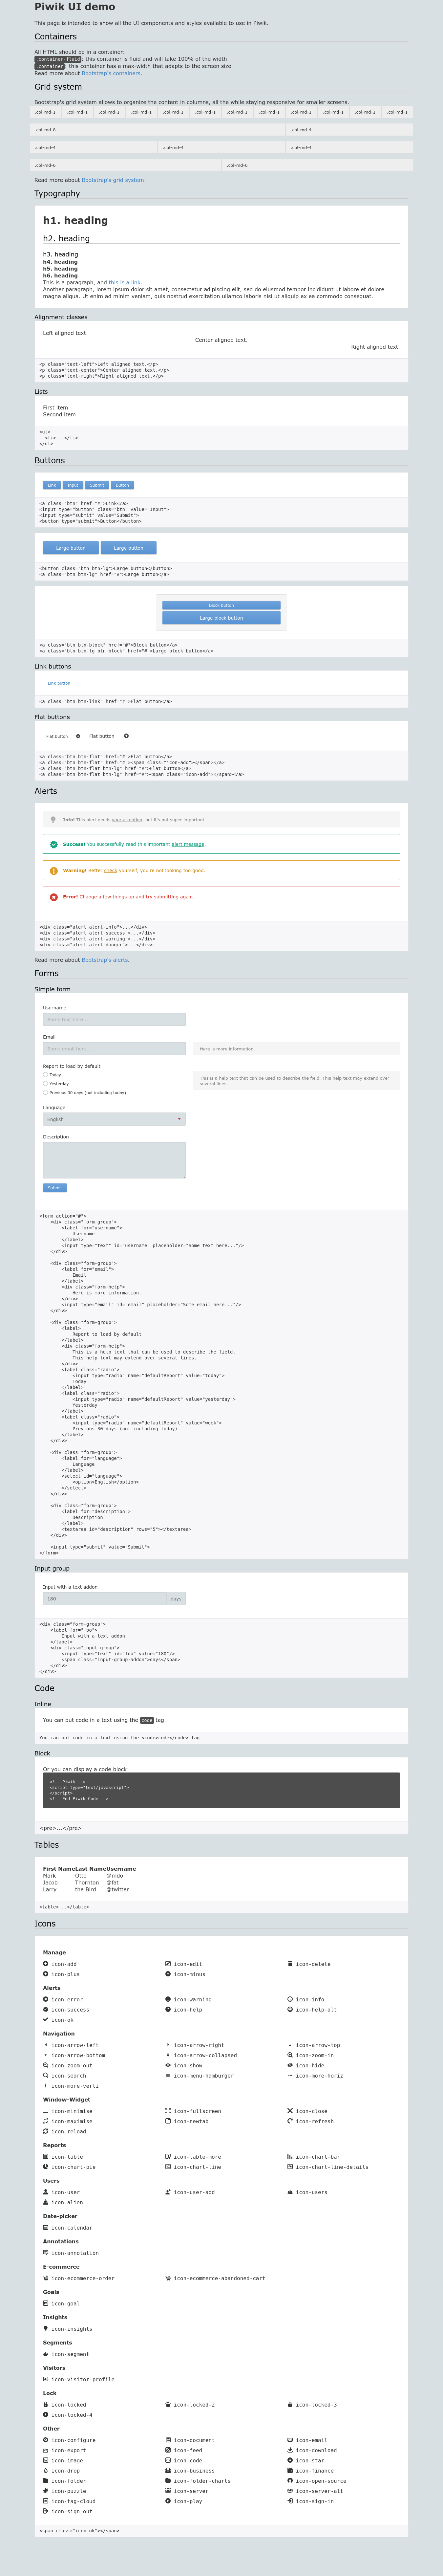 Piwik UI demo
This page is intended to show all the UI components and styles available to use in Piwik.
Containers
All HTML should be in a container:
.container-fluid: this container is fluid and will take 100% of the width
.container: this container has a max-width that adapts to the screen size
Read more about Bootstrap's containers.
Grid system
Bootstrap's grid system allows to organize the content in columns, all the while staying responsive for smaller screens.
.col-md-1 .col-md-1 .col-md-1 .col-md-1 .col-md-1 .col-md-1 .col-md-1 .col-md-1 .col-md-1 .col-md-1 .col-md-1 .col-md-1
.col-md-8 .col-md-4
.col-md-4 .col-md-4 .col-md-4
.col-md-6 .col-md-6
Read more about Bootstrap's grid system.
Typography
h1. heading
h2. heading
h3. heading
h4. heading
h5. heading
h6. heading
This is a paragraph, and this is a link.
Another paragraph, lorem ipsum dolor sit amet, consectetur adipisicing elit, sed do eiusmod tempor incididunt ut labore et dolore
magna aliqua. Ut enim ad minim veniam, quis nostrud exercitation ullamco laboris nisi ut aliquip ex ea commodo consequat.
Alignment classes
Left aligned text.
Center aligned text.
Right aligned text.
<p class="text-left">Left aligned text.</p>
<p class="text-center">Center aligned text.</p>
<p class="text-right">Right aligned text.</p>
Lists
First item
Second item
<ul>
<li>...</li>
</ul>
Buttons
Link Input Submit Button
<a class="btn" href="#">Link</a>
<input type="button" class="btn" value="Input">
<input type="submit" value="Submit">
<button type="submit">Button</button>
Large button Large button
<button class="btn btn-lg">Large button</button>
<a class="btn btn-lg" href="#">Large button</a>
Block button
Large block button
<a class="btn btn-block" href="#">Block button</a>
<a class="btn btn-lg btn-block" href="#">Large block button</a>
Link buttons
Link button
<a class="btn btn-link" href="#">Flat button</a>
Flat buttons
Flat button Flat button
<a class="btn btn-flat" href="#">Flat button</a>
<a class="btn btn-flat" href="#"><span class="icon-add"></span></a>
<a class="btn btn-flat btn-lg" href="#">Flat button</a>
<a class="btn btn-flat btn-lg" href="#"><span class="icon-add"></span></a>
Alerts
Info! This alert needs your attention, but it's not super important.
Success! You successfully read this important alert message.
Warning! Better check yourself, you're not looking too good.
Error! Change a few things up and try submitting again.
<div class="alert alert-info">...</div>
<div class="alert alert-success">...</div>
<div class="alert alert-warning">...</div>
<div class="alert alert-danger">...</div>
Read more about Bootstrap's alerts.
Forms
Simple form
Username
Some text here...
Email
Some email here...
Here is more information.
Report to load by default
Today
Yesterday
Previous 30 days (not including today)
This is a help text that can be used to describe the field. This help text may extend over
several lines.
Language
English
Description
Submit
<form action="#">
<div class="form-group">
<label for="username">
Username
</label>
<input type="text" id="username" placeholder="Some text here..."/>
</div>
<div class="form-group">
<label for="email">
Email
</label>
<div class="form-help">
Here is more information.
</div>
<input type="email" id="email" placeholder="Some email here..."/>
</div>
<div class="form-group">
<label>
Report to load by default
</label>
<div class="form-help">
This is a help text that can be used to describe the field.
This help text may extend over several lines.
</div>
<label class="radio">
<input type="radio" name="defaultReport" value="today">
Today
</label>
<label class="radio">
<input type="radio" name="defaultReport" value="yesterday">
Yesterday
</label>
<label class="radio">
<input type="radio" name="defaultReport" value="week">
Previous 30 days (not including today)
</label>
</div>
<div class="form-group">
<label for="language">
Language
</label>
<select id="language">
<option>English</option>
</select>
</div>
<div class="form-group">
<label for="description">
Description
</label>
<textarea id="description" rows="5"></textarea>
</div>
<input type="submit" value="Submit">
</form>
Input group
Input with a text addon
100 days
<div class="form-group">
<label for="foo">
Input with a text addon
</label>
<div class="input-group">
<input type="text" id="foo" value="100"/>
<span class="input-group-addon">days</span>
</div>
</div>
Code
Inline
You can put code in a text using the code tag.
You can put code in a text using the <code>code</code> tag.
Block
Or you can display a code block:
<!-- Piwik -->
<script type="text/javascript">
</script>
<!-- End Piwik Code -->
<pre>...</pre>
Tables
First Name Last Name Username
Mark Otto @mdo
Jacob Thornton @fat
Larry the Bird @twitter
<table>...</table>
Icons
Manage
icon-add icon-edit icon-delete
icon-plus icon-minus
Alerts
icon-error icon-warning icon-info
icon-success icon-help icon-help-alt
icon-ok
Navigation
icon-arrow-left icon-arrow-right icon-arrow-top
icon-arrow-bottom icon-arrow-collapsed icon-zoom-in
icon-zoom-out icon-show icon-hide
icon-search icon-menu-hamburger icon-more-horiz
icon-more-verti
Window-Widget
icon-minimise icon-fullscreen icon-close
icon-maximise icon-newtab icon-refresh
icon-reload
Reports
icon-table icon-table-more icon-chart-bar
icon-chart-pie icon-chart-line icon-chart-line-details
Users
icon-user icon-user-add icon-users
icon-alien
Date-picker
icon-calendar
Annotations
icon-annotation
E-commerce
icon-ecommerce-order icon-ecommerce-abandoned-cart
Goals
icon-goal
Insights
icon-insights
Segments
icon-segment
Visitors
icon-visitor-profile
Lock
icon-locked icon-locked-2 icon-locked-3
icon-locked-4
Other
icon-configure icon-document icon-email
icon-export icon-feed icon-download
icon-image icon-code icon-star
icon-drop icon-business icon-finance
icon-folder icon-folder-charts icon-open-source
icon-puzzle icon-server icon-server-alt
icon-tag-cloud icon-play icon-sign-in
icon-sign-out
<span class="icon-ok"></span>